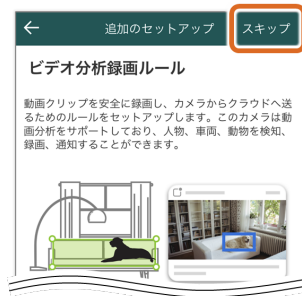 追加のセットアップ
スキップ
ビデオ分析録画ルール
動画クリップを安全に録画し、カメラからクラウドへ送
るためのルールをセットアップします。このカメラは動
画分析をサポートしており、人物、車両、動物を検知、
録画、通知することができます。